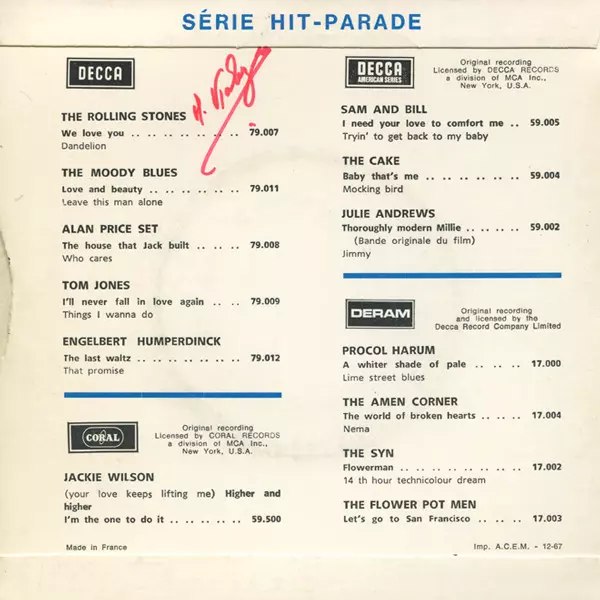 SÉRIE HIT-PARADE
DECCA
THE ROLLING STONES
We love you .. .. .. .. .. .. .. 79.007
Dandelion
THE MOODY BLUES
Love and beauty .. .. .. .. .. 79.011
Leave this man alone
ALAN PRICE SET
The house that Jack built .. .. .. 79.008
Who cares
TOM JONES
I'll never fall in love again .. .. .. 79.009
Things I wanna do
ENGELBERT HUMPERDINCK
The last waltz .. .. .. .. .. .. 79.012
That promise
CORAL
Original recording
Licensed by CORAL RECORDS
a division of MCA Inc.,
New York, U.S.A.
JACKIE WILSON
(your love keeps lifting me) Higher and
higher
I'm the one to do it .. .. .. .. .. 59.500
Made in France
DECCA
AMERICAN SERIES
Original recording
Licensed by DECCA RECORDS
a division of MCA Inc.,
New York, U.S.A.
SAM AND BILL
I need your love to comfort me .. 59.005
Tryin' to get back to my baby
THE CAKE
Baby that's me .. .. .. .. .. .. 59.004
Mocking bird
JULIE ANDREWS
Thoroughly modern Millie .. .. .. 59.002
(Bande originale du film)
Jimmy
DERAM
Original recording
and licensed by the
Decca Record Company Limited
PROCOL HARUM
A whiter shade of pale .. .. .. 17.000
Lime street blues
THE AMEN CORNER
The world of broken hearts .. .. .. 17.004
Nema
THE SYN
Flowerman .. .. .. .. .. .. .. 17.002
14 th hour technicolour dream
THE FLOWER POT MEN
Let's go to San Francisco .. .. .. 17.003
Imp. A.C.E.M. - 12-67